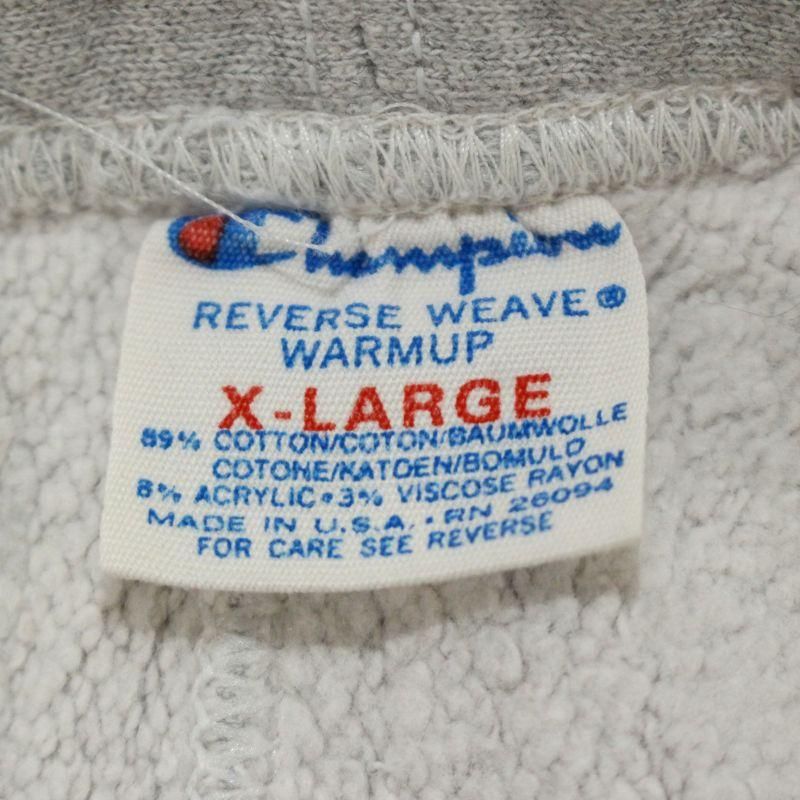 Champion
REVERSE WEAVE®
WARMUP
X-LARGE
89% COTTON/COTON/BAUMWOLLE
COTONE/KATOEN/BOMULD
8% ACRYLIC • 3% VISCOSE RAYON
MADE IN U.S.A. • RN 26094
FOR CARE SEE REVERSE